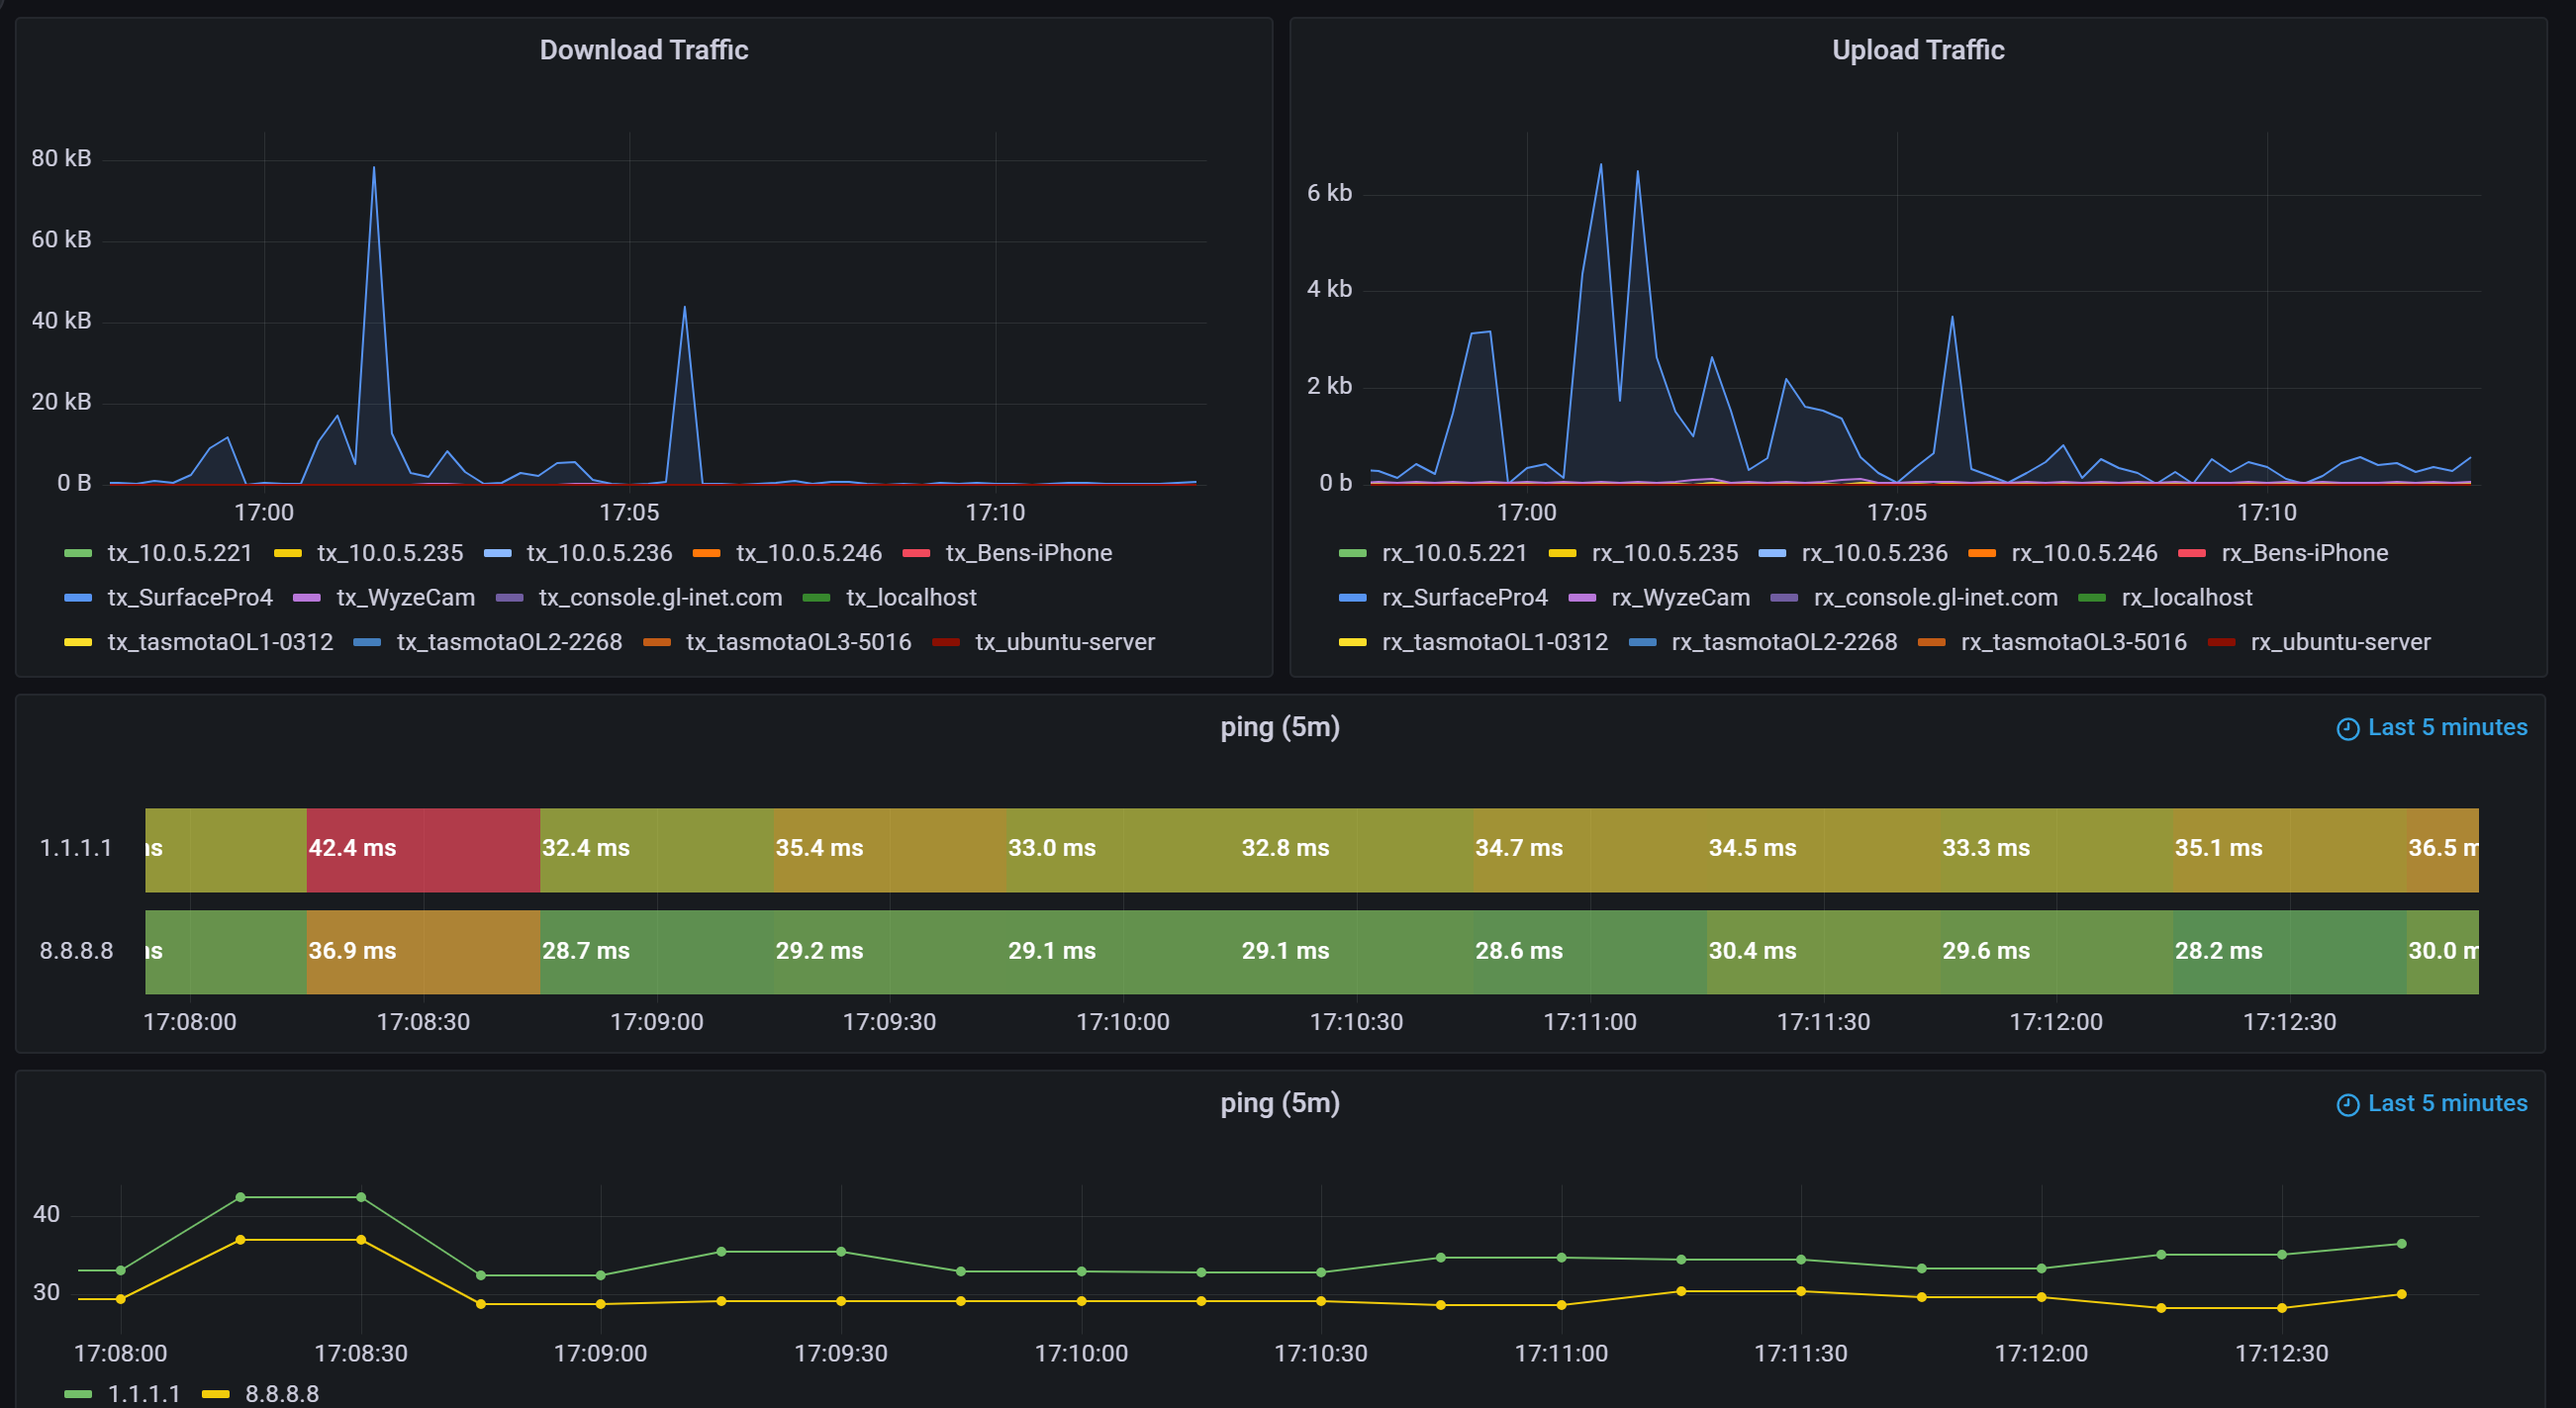 Download Traffic
80 kB
60 kB
40 kB
20 kB
0 B
17:00 17:05 17:10
tx_10.0.5.221 tx_10.0.5.235 tx_10.0.5.236 tx_10.0.5.246 tx_Bens-iPhone
tx_SurfacePro4 tx_WyzeCam tx_console.gl-inet.com tx_localhost
tx_tasmotaOL1-0312 tx_tasmotaOL2-2268 tx_tasmotaOL3-5016 tx_ubuntu-server
Upload Traffic
6 kb
4 kb
2 kb
0 b
17:00 17:05 17:10
rx_10.0.5.221 rx_10.0.5.235 rx_10.0.5.236 rx_10.0.5.246 rx_Bens-iPhone
rx_SurfacePro4 rx_WyzeCam rx_console.gl-inet.com rx_localhost
rx_tasmotaOL1-0312 rx_tasmotaOL2-2268 rx_tasmotaOL3-5016 rx_ubuntu-server
ping (5m) Last 5 minutes
1.1.1.1 42.4 ms 32.4 ms 35.4 ms 33.0 ms 32.8 ms 34.7 ms 34.5 ms 33.3 ms 35.1 ms 36.5
8.8.8.8 36.9 ms 28.7 ms 29.2 ms 29.1 ms 29.1 ms 28.6 ms 30.4 ms 29.6 ms 28.2 ms 30.0
17:08:00 17:08:30 17:09:00 17:09:30 17:10:00 17:10:30 17:11:00 17:11:30 17:12:00 17:12:30
ping (5m) Last 5 minutes
40
30
17:08:00 17:08:30 17:09:00 17:09:30 17:10:00 17:10:30 17:11:00 17:11:30 17:12:00 17:12:30
1.1.1.1 8.8.8.8